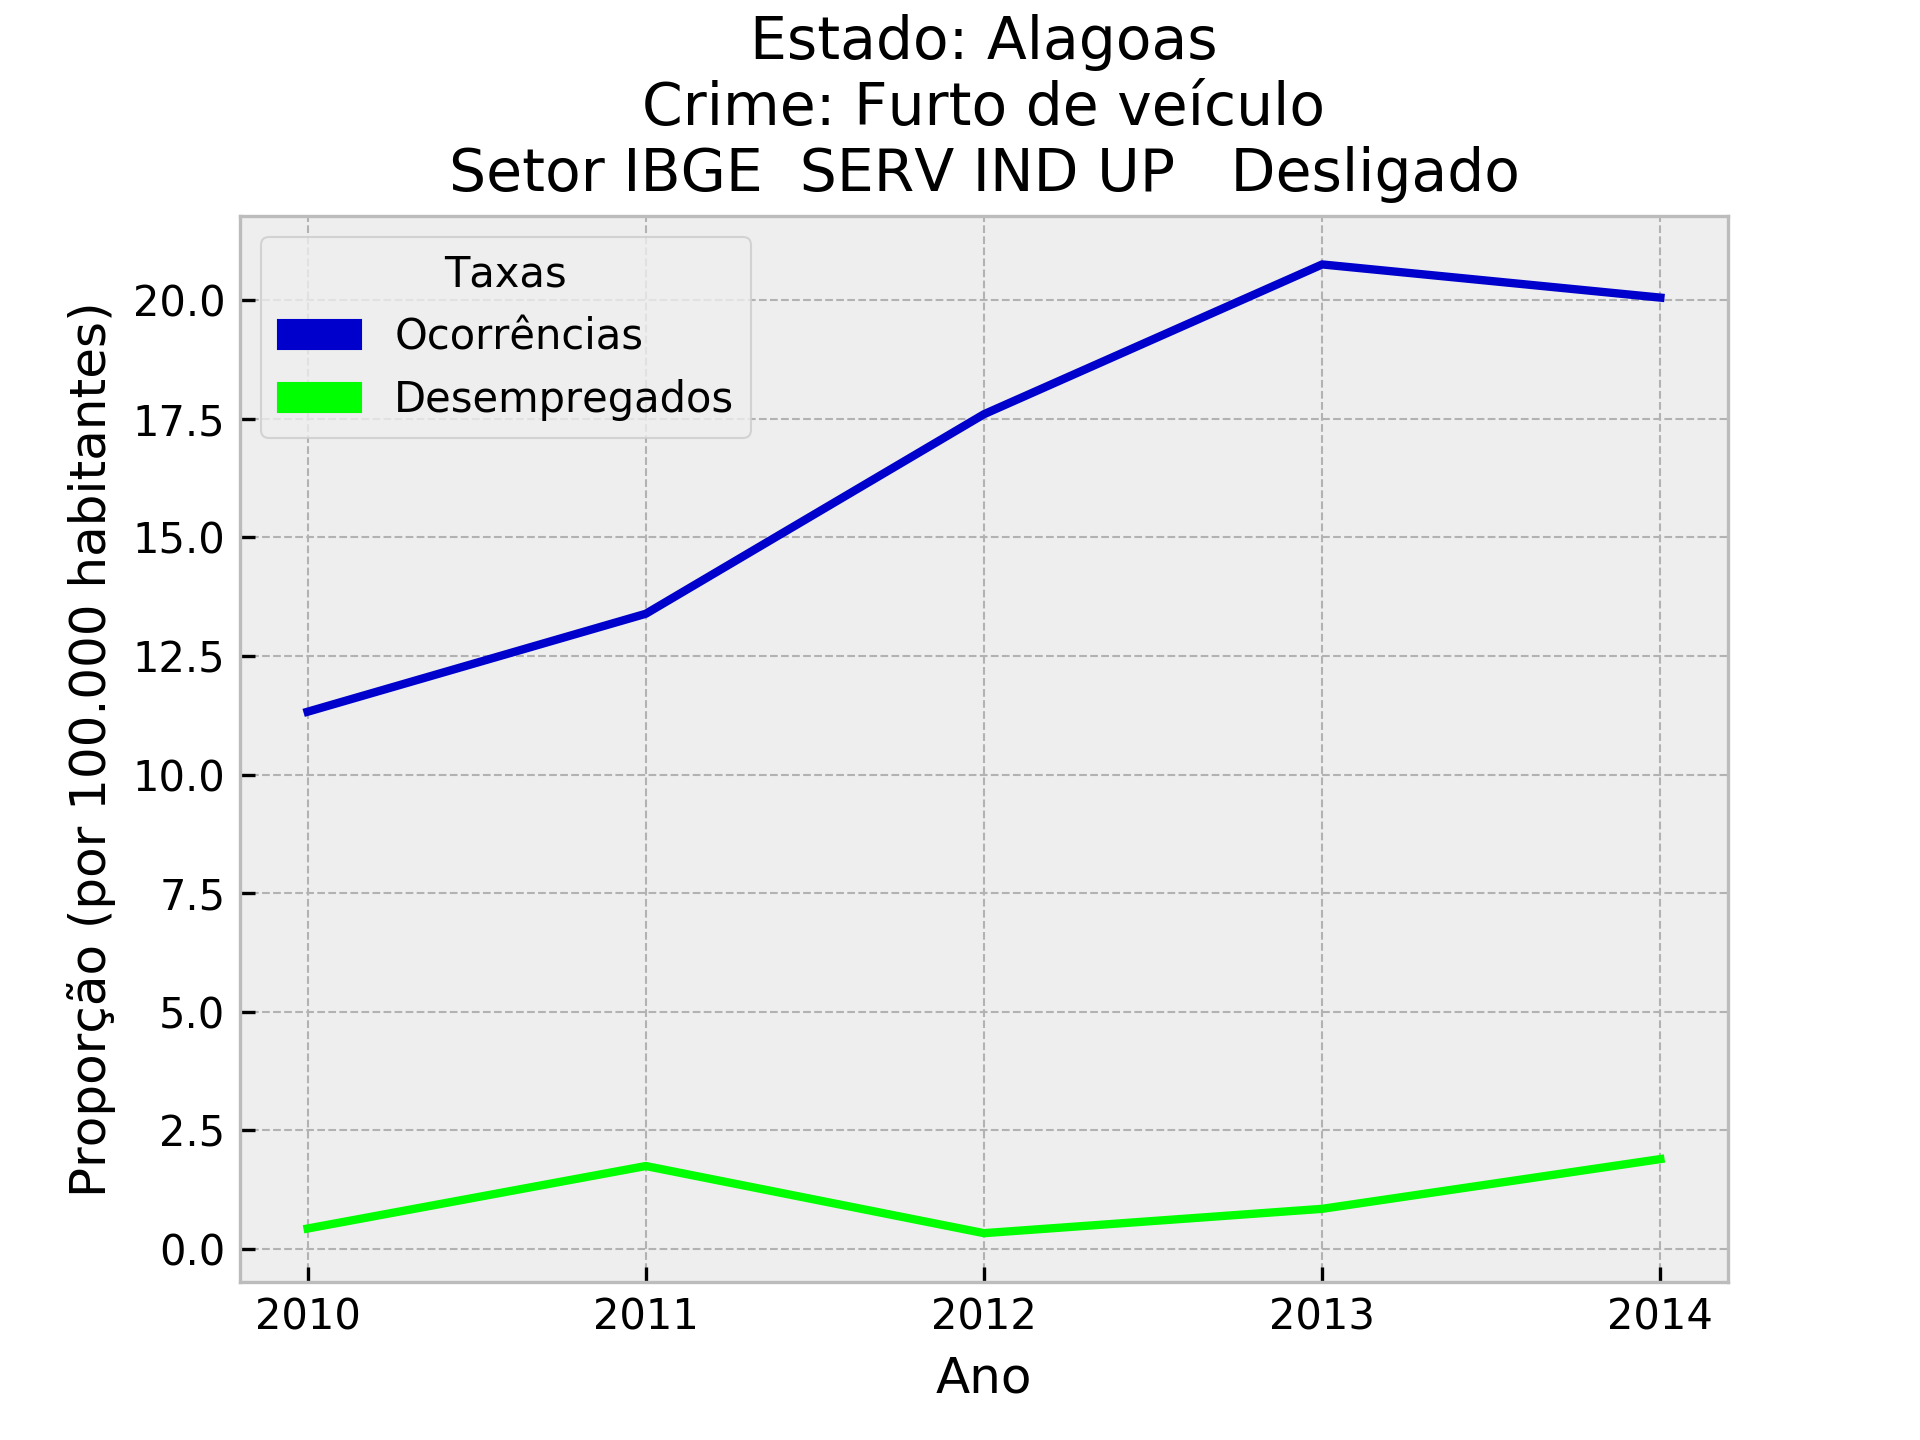 Estado: Alagoas
Crime: Furto de veículo
Setor IBGE  SERV IND UP   Desligado
Taxas
Ocorrências
Desempregados
Proporção (por 100.000 habitantes)
20.0
17.5
15.0
12.5
10.0
7.5
5.0
2.5
0.0
2010 2011 2012 2013 2014
Ano